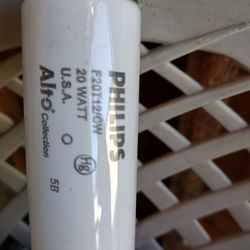 PHILIPS
F20T12/CW
20 WATT
U.S.A.
Hg
Alto
Collection
5B